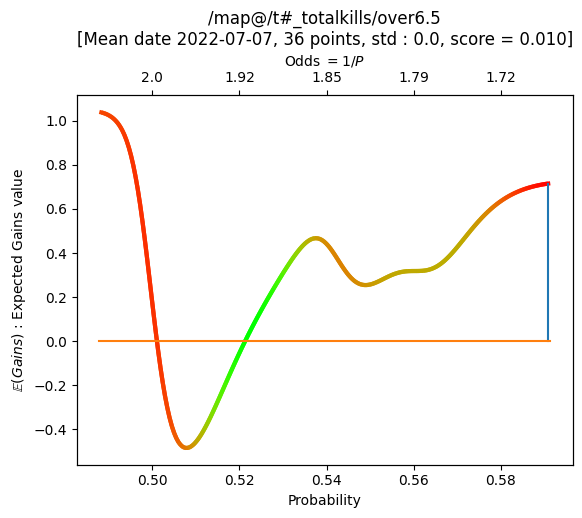 /map@/t#_totalkills/over6.5
[Mean date 2022-07-07, 36 points, std : 0.0, score = 0.010]
Odds = 1/P
2.0 1.92 1.85 1.79 1.72
1.0
0.8
0.6
0.4
0.2
0.0
−0.2
−0.4
𝔼(Gains) : Expected Gains value
0.50 0.52 0.54 0.56 0.58
Probability